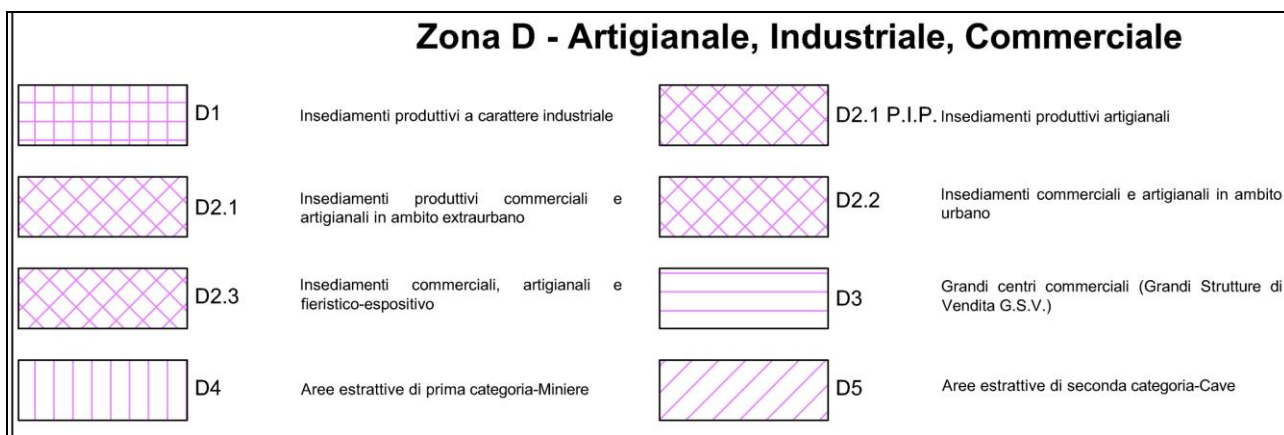 Zona D - Artigianale, Industriale, Commerciale
D1
Insediamenti produttivi a carattere industriale
D2.1 P.I.P.
Insediamenti produttivi artigianali
D2.1
Insediamenti produttivi commerciali e
artigianali in ambito extraurbano
D2.2
Insediamenti commerciali e artigianali in ambito
urbano
D2.3
Insediamenti commerciali, artigianali e
fieristico-espositivo
D3
Grandi centri commerciali (Grandi Strutture di
Vendita G.S.V.)
D4
Aree estrattive di prima categoria-Miniere
D5
Aree estrattive di seconda categoria-Cave